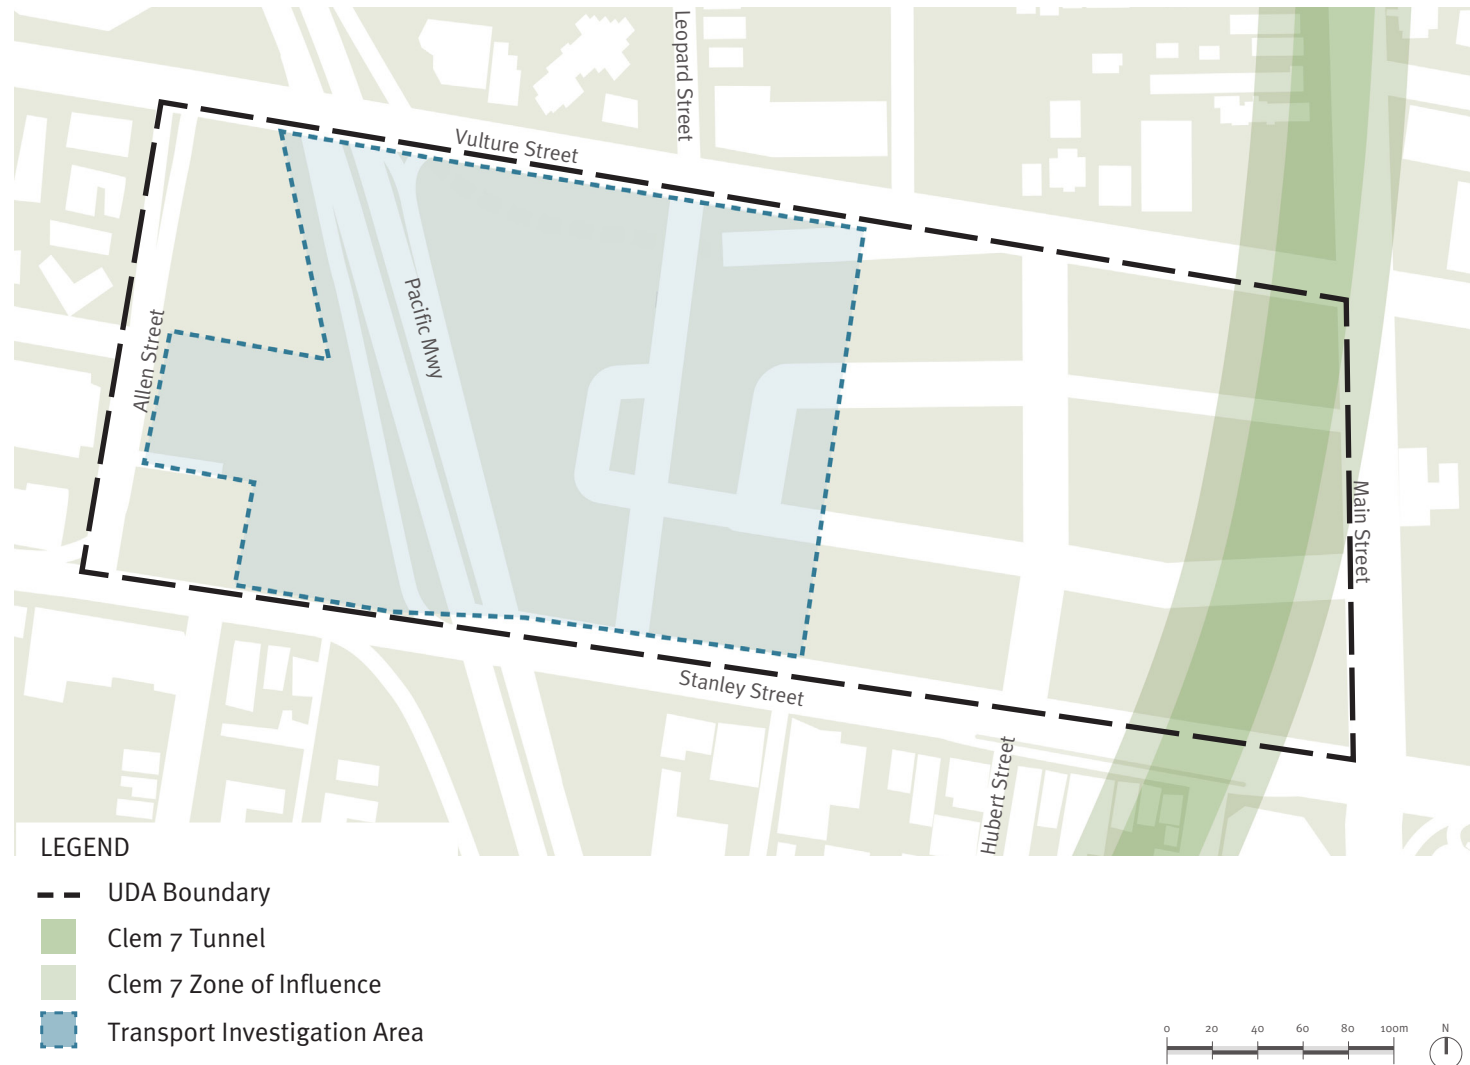 Leopard Street
Vulture Street
Pacific Mwy
Allen Street
Main Street
Stanley Street
Hubert Street
LEGEND
UDA Boundary
Clem 7 Tunnel
Clem 7 Zone of Influence
Transport Investigation Area
0 20 40 60 80 100m N